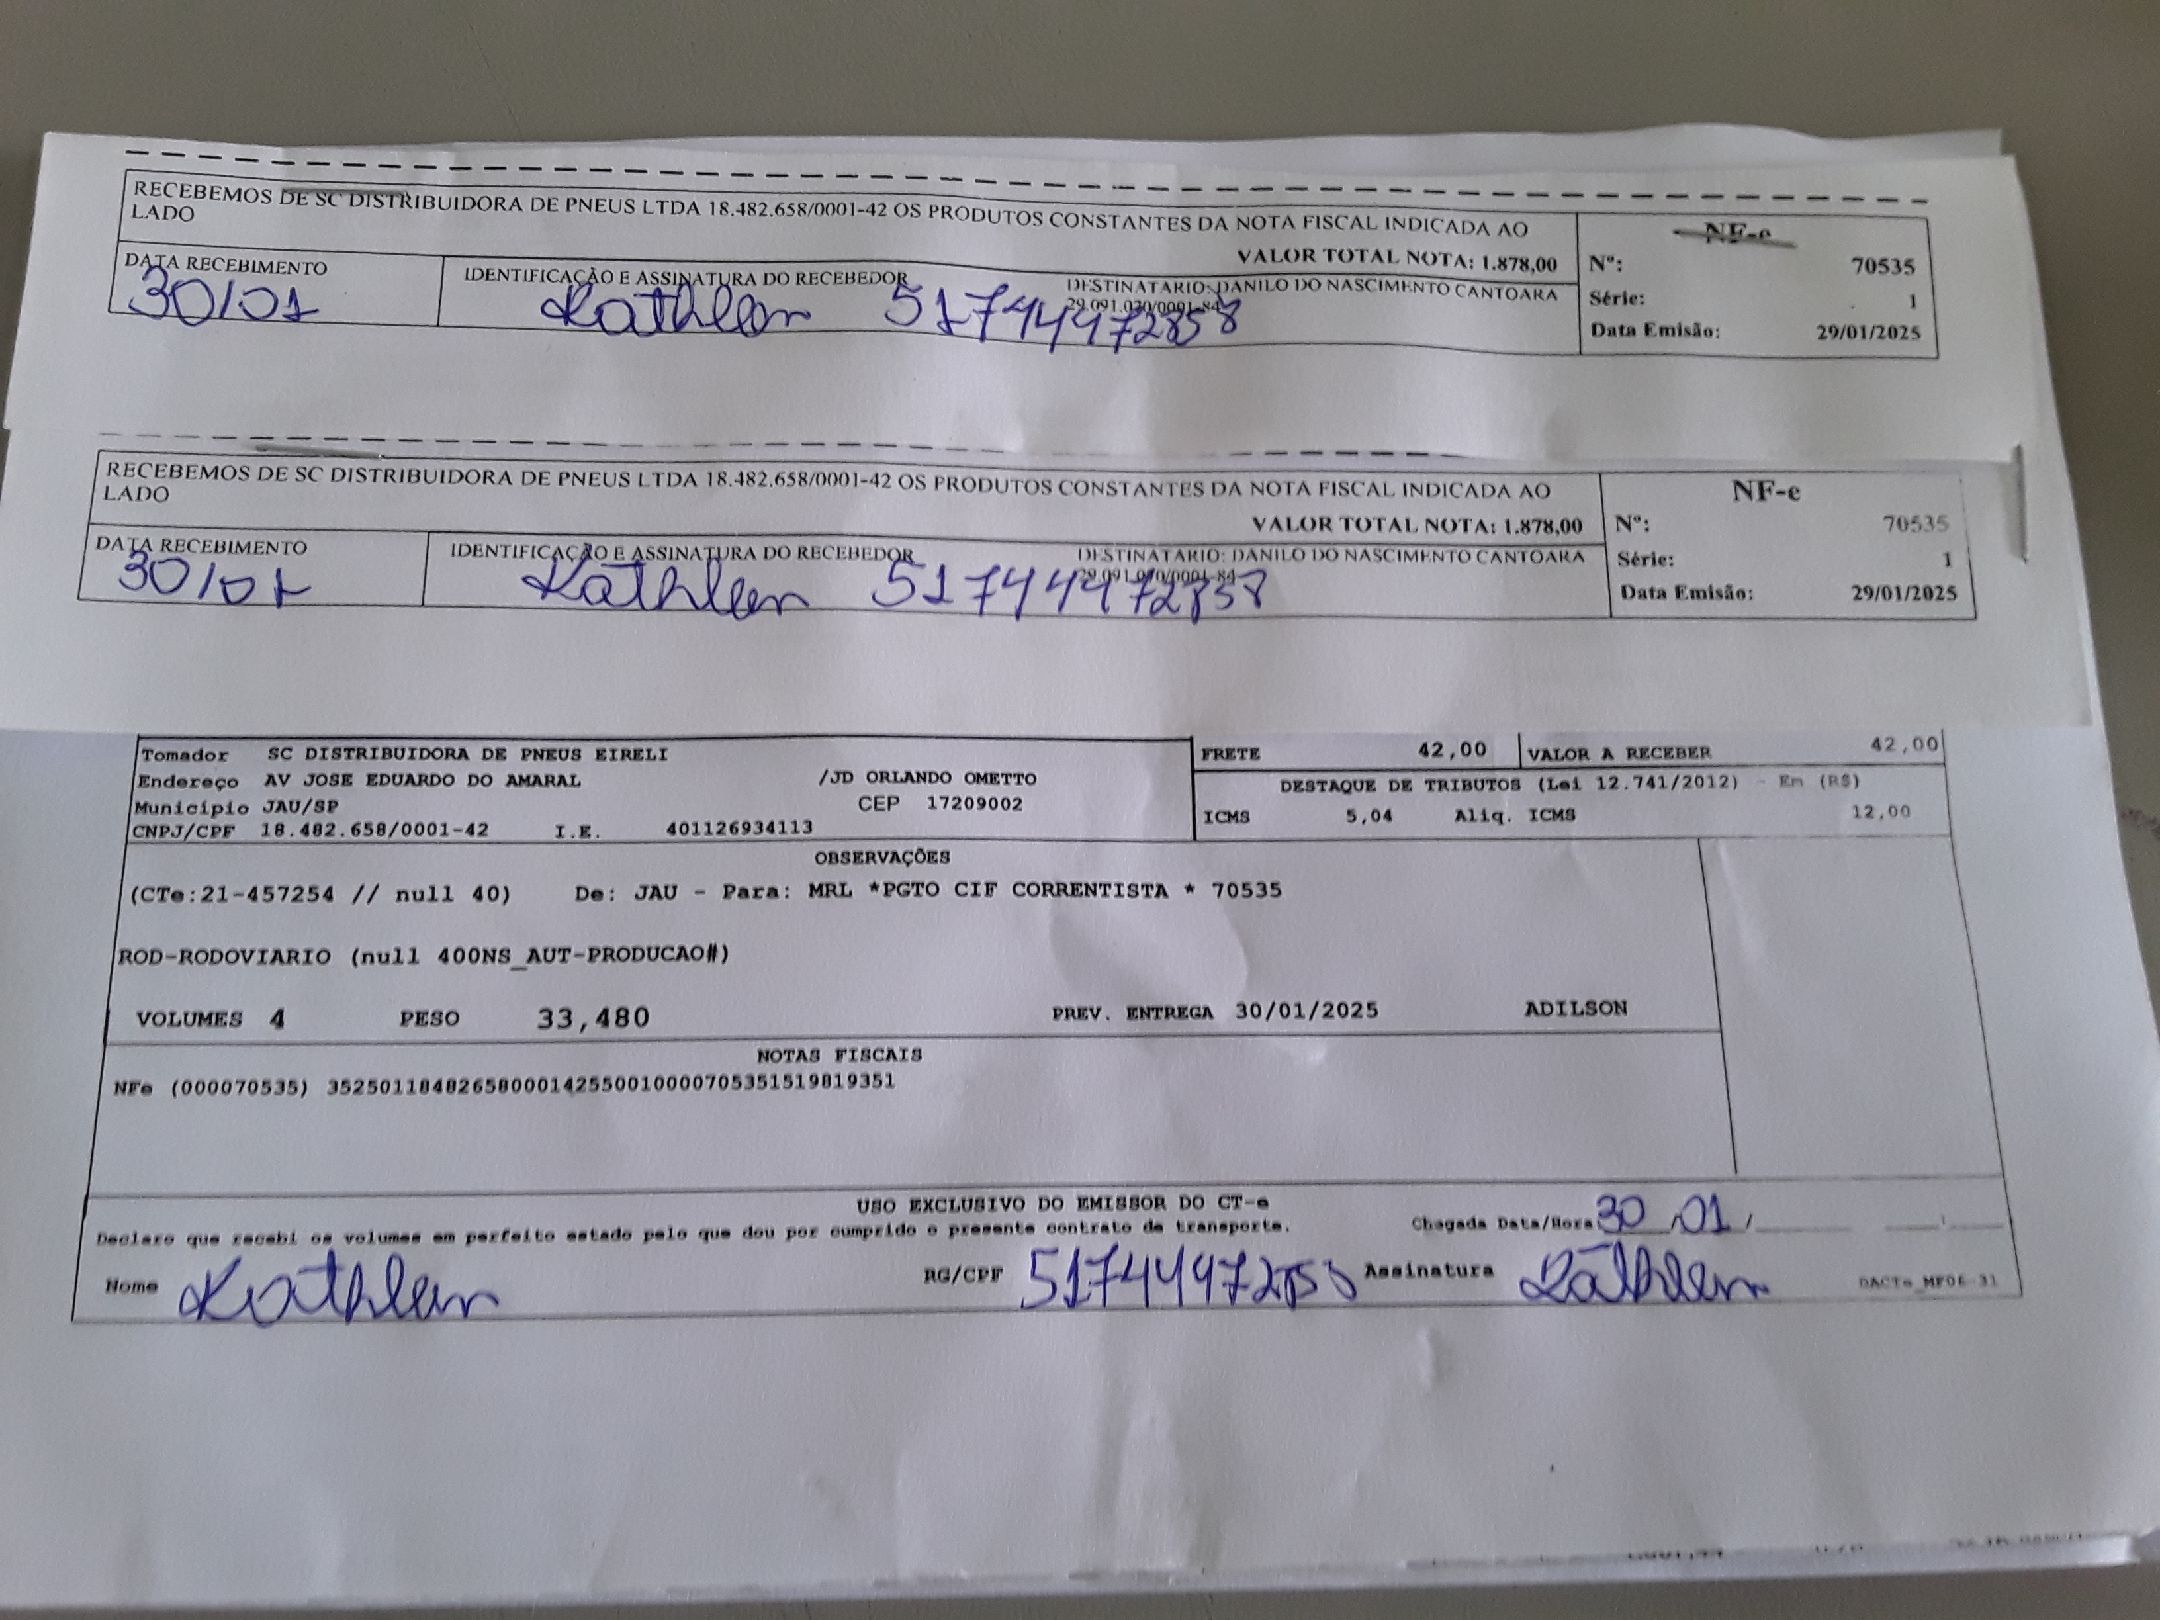 RECEBEMOS DE SC DISTRIBUIDORA DE PNEUS LTDA 18.482.658/0001-42 OS PRODUTOS CONSTANTES DA NOTA FISCAL INDICADA AO
LADO
VALOR TOTAL NOTA: 1.878,00
NF-e
Nº: 70535
Série: 1
Data Emisão: 29/01/2025
DATA RECEBIMENTO
30/01
IDENTIFICAÇÃO E ASSINATURA DO RECEBEDOR
DESTINATARIO: DANILO DO NASCIMENTO CANTOARA
Kathleen 51744972858
RECEBEMOS DE SC DISTRIBUIDORA DE PNEUS LTDA 18.482.658/0001-42 OS PRODUTOS CONSTANTES DA NOTA FISCAL INDICADA AO
LADO
VALOR TOTAL NOTA: 1.878,00
NF-e
Nº: 70535
Série: 1
Data Emisão: 29/01/2025
DATA RECEBIMENTO
30/01
IDENTIFICAÇÃO E ASSINATURA DO RECEBEDOR
DESTINATARIO: DANILO DO NASCIMENTO CANTOARA
Kathleen 51744972858
Tomador SC DISTRIBUIDORA DE PNEUS EIRELI
Endereço AV JOSE EDUARDO DO AMARAL /JD ORLANDO OMETTO
Municipio JAU/SP CEP 17209002
CNPJ/CPF 18.482.658/0001-42 I.E. 401126934113
FRETE 42,00 VALOR A RECEBER 42,00
DESTAQUE DE TRIBUTOS (Lei 12.741/2012) - Em (R$)
ICMS 5,04 Aliq. ICMS 12,00
OBSERVAÇÕES
(CTe:21-457254 // null 40) De: JAU - Para: MRL *PGTO CIF CORRENTISTA * 70535
ROD-RODOVIARIO (null 400NS_AUT-PRODUCAO#)
VOLUMES 4 PESO 33,480 PREV. ENTREGA 30/01/2025 ADILSON
NOTAS FISCAIS
NFe (000070535) 35250118482658000142550010000705351519819351
USO EXCLUSIVO DO EMISSOR DO CT-e
Declaro que recebi os volumes em perfeito estado pelo que dou por cumprido o presente contrato de transporte. Chegada Data/Hora 30/01/
Nome Kathleen RG/CPF 51744972858 Assinatura Kathleen DACTe_MF06-31